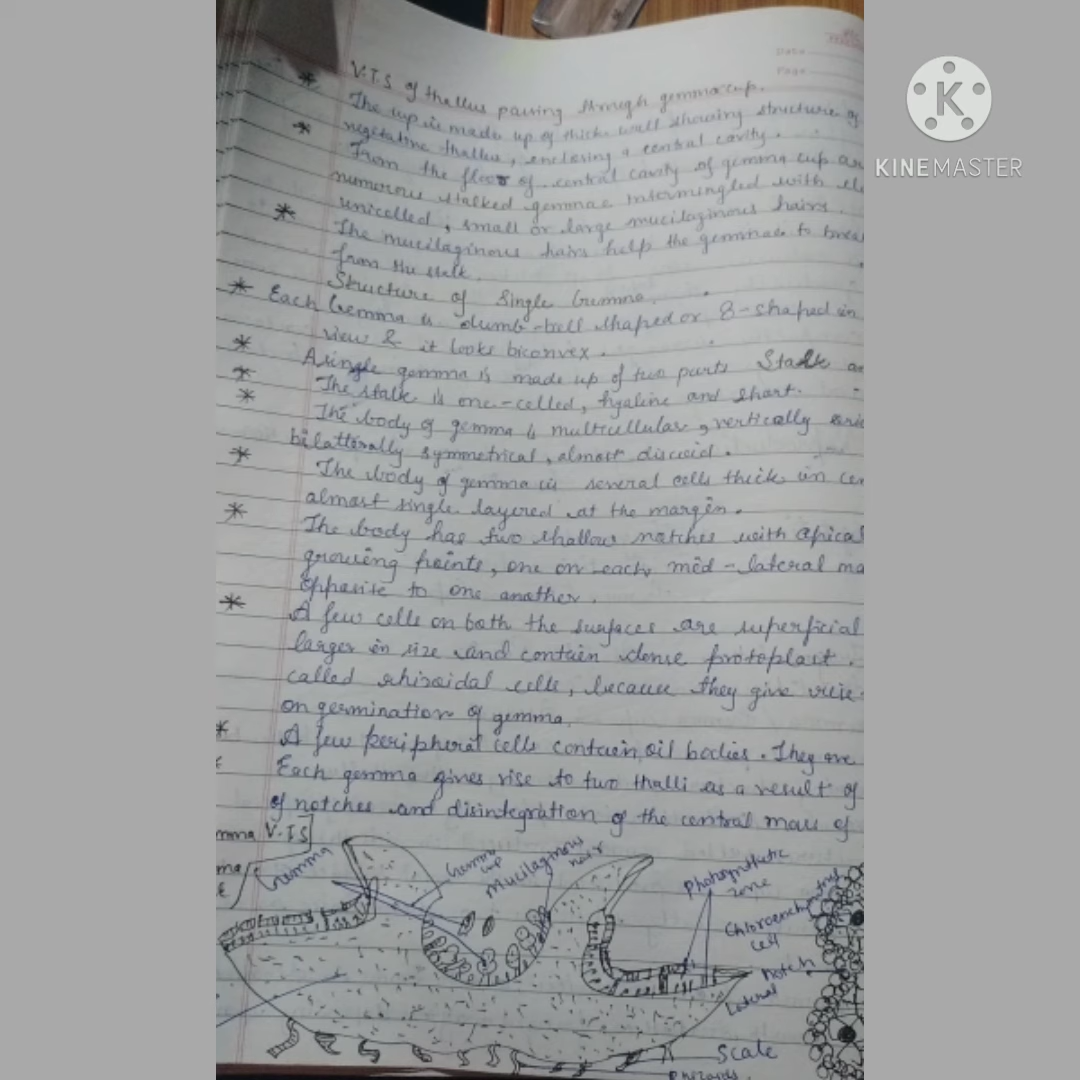 Date
Page
V.T.S of thallus passing through gemma cup.
* The cup is made up of thick wall showing structure of
vegetative thallus, enclosing a central cavity.
* From the floor of central cavity of gemma cup
numerous stalked gemmae intermingled with
unicelled, small or large mucilaginous hairs.
* The mucilaginous hairs help the gemmae to
from the stalk.
Structure of Single Gemma.
* Each Gemma is dumb-bell shaped or 8-shaped in
view & it looks biconvex.
* A single gemma is made up of two parts Stalk
* The stalk is one-celled, hyaline and short.
* The body of gemma is multicellular, vertically
bilatterally symmetrical, almost discoid.
* The body of gemma is several cells thick in
almost single layered at the margin.
* The body has two shallow notches with apical
growing points, one on each mid-lateral
opposite to one another.
* A few cells on both the surfaces are superficial
larger in size and contain dense protoplast.
called rhizoidal cells, because they give
on germination of gemma.
* A few peripheral cells contain oil bodies. They are
Each gemma gives rise to two thalli as a result of
of notches and disintegration of the central mass of
V.T.S
Gemma
Gemma cup
Mucilaginous hair
Photosynthetic zone
Cell
Notch
Lateral
Scale
Rhizoids
KINEMASTER